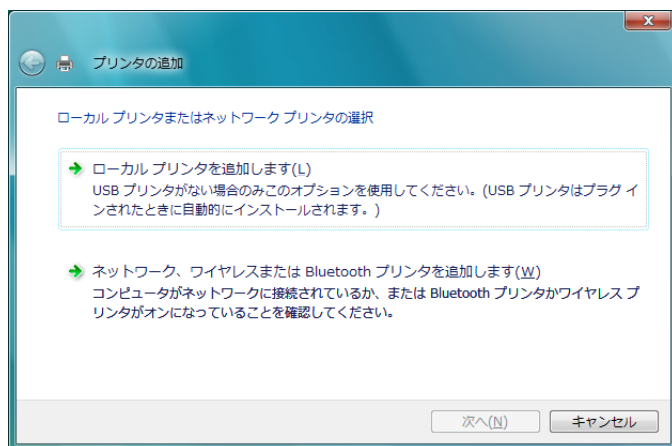 プリンタの追加
ローカル プリンタまたはネットワーク プリンタの選択
ローカル プリンタを追加します(L)
USB プリンタがない場合のみこのオプションを使用してください。(USB プリンタはプラグ イ
ンされたときに自動的にインストールされます。)
ネットワーク、ワイヤレスまたは Bluetooth プリンタを追加します(W)
コンピュータがネットワークに接続されているか、または Bluetooth プリンタかワイヤレス プ
リンタがオンになっていることを確認してください。
次へ(N)
キャンセル